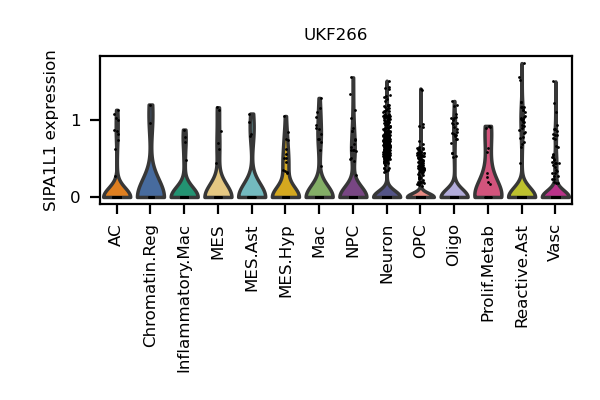 UKF266
SIPA1L1 expression
1
0
AC
Chromatin.Reg
Inflammatory.Mac
MES
MES.Ast
MES.Hyp
Mac
NPC
Neuron
OPC
Oligo
Prolif.Metab
Reactive.Ast
Vasc